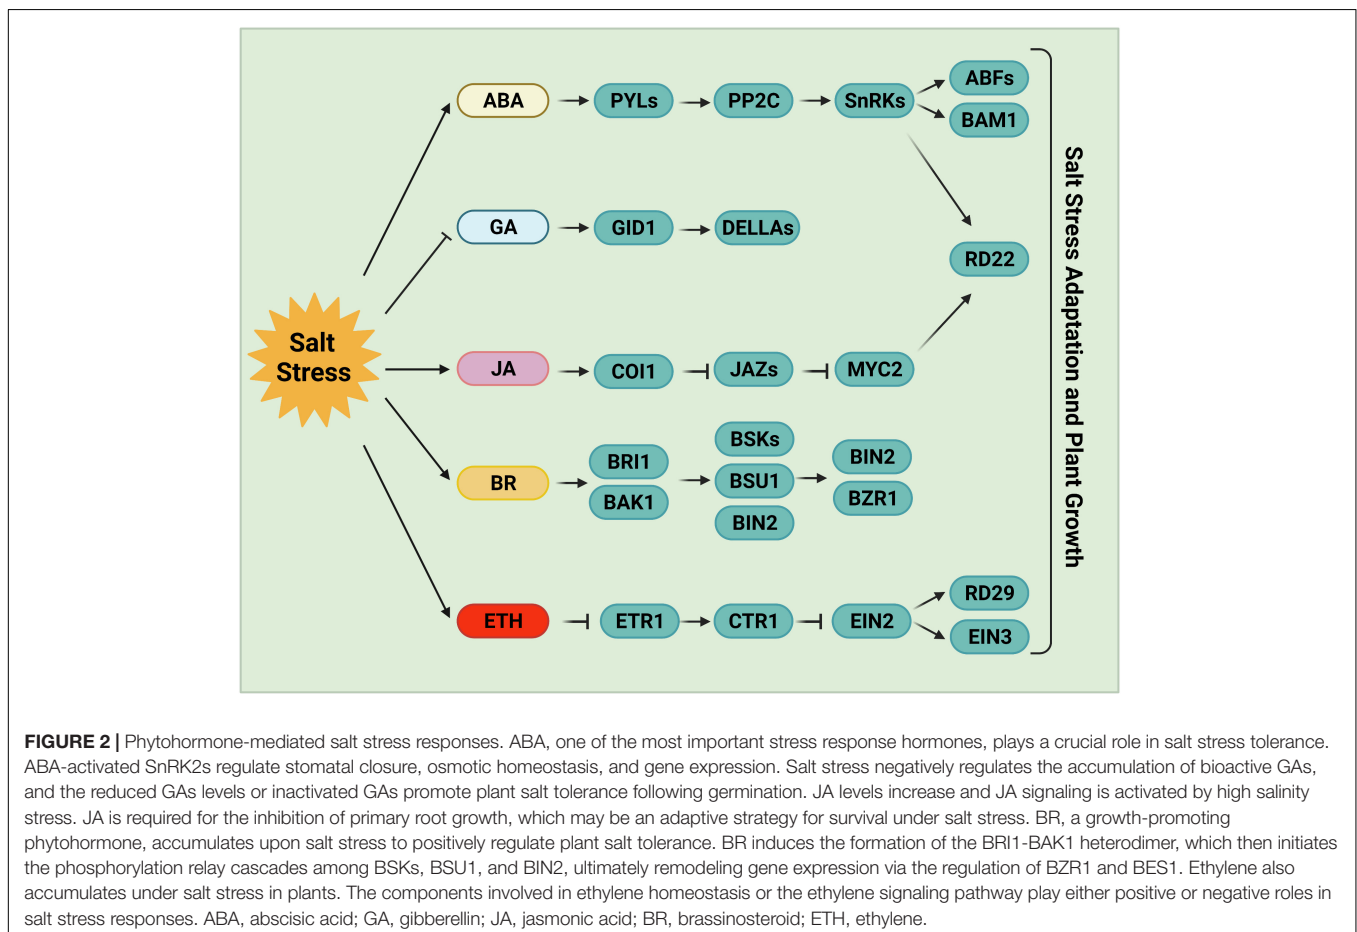 ABA
PYLs
PP2C
SnRKs
ABFs
BAM1
GA
GID1
DELLAs
RD22
Salt
Stress
JA
COI1
JAZs
MYC2
BR
BRI1
BAK1
BSKs
BSU1
BIN2
BIN2
BZR1
ETH
ETR1
CTR1
EIN2
RD29
EIN3
Salt Stress Adaptation and Plant Growth
FIGURE 2 | Phytohormone-mediated salt stress responses. ABA, one of the most important stress response hormones, plays a crucial role in salt stress tolerance.
ABA-activated SnRK2s regulate stomatal closure, osmotic homeostasis, and gene expression. Salt stress negatively regulates the accumulation of bioactive GAs,
and the reduced GAs levels or inactivated GAs promote plant salt tolerance following germination. JA levels increase and JA signaling is activated by high salinity
stress. JA is required for the inhibition of primary root growth, which may be an adaptive strategy for survival under salt stress. BR, a growth-promoting
phytohormone, accumulates upon salt stress to positively regulate plant salt tolerance. BR induces the formation of the BRI1-BAK1 heterodimer, which then initiates
the phosphorylation relay cascades among BSKs, BSU1, and BIN2, ultimately remodeling gene expression via the regulation of BZR1 and BES1. Ethylene also
accumulates under salt stress in plants. The components involved in ethylene homeostasis or the ethylene signaling pathway play either positive or negative roles in
salt stress responses. ABA, abscisic acid; GA, gibberellin; JA, jasmonic acid; BR, brassinosteroid; ETH, ethylene.